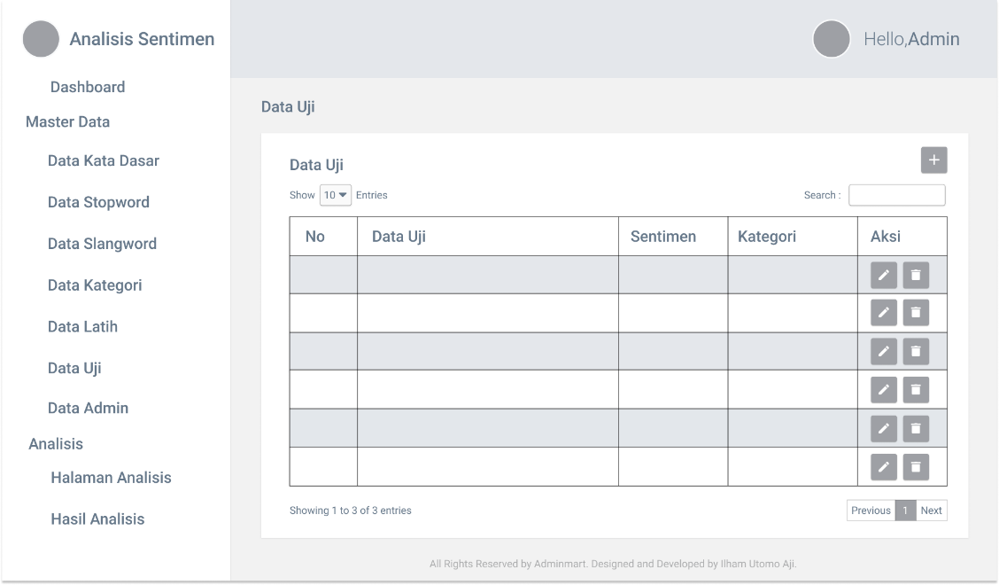 Analisis Sentimen
Hello,Admin
Dashboard
Master Data
Data Kata Dasar
Data Stopword
Data Slangword
Data Kategori
Data Latih
Data Uji
Data Admin
Analisis
Halaman Analisis
Hasil Analisis
Data Uji
Data Uji
+
Show 10 Entries
Search :
No Data Uji Sentimen Kategori Aksi
Showing 1 to 3 of 3 entries
Previous 1 Next
All Rights Reserved by Adminmart. Designed and Developed by Ilham Utomo Aji.